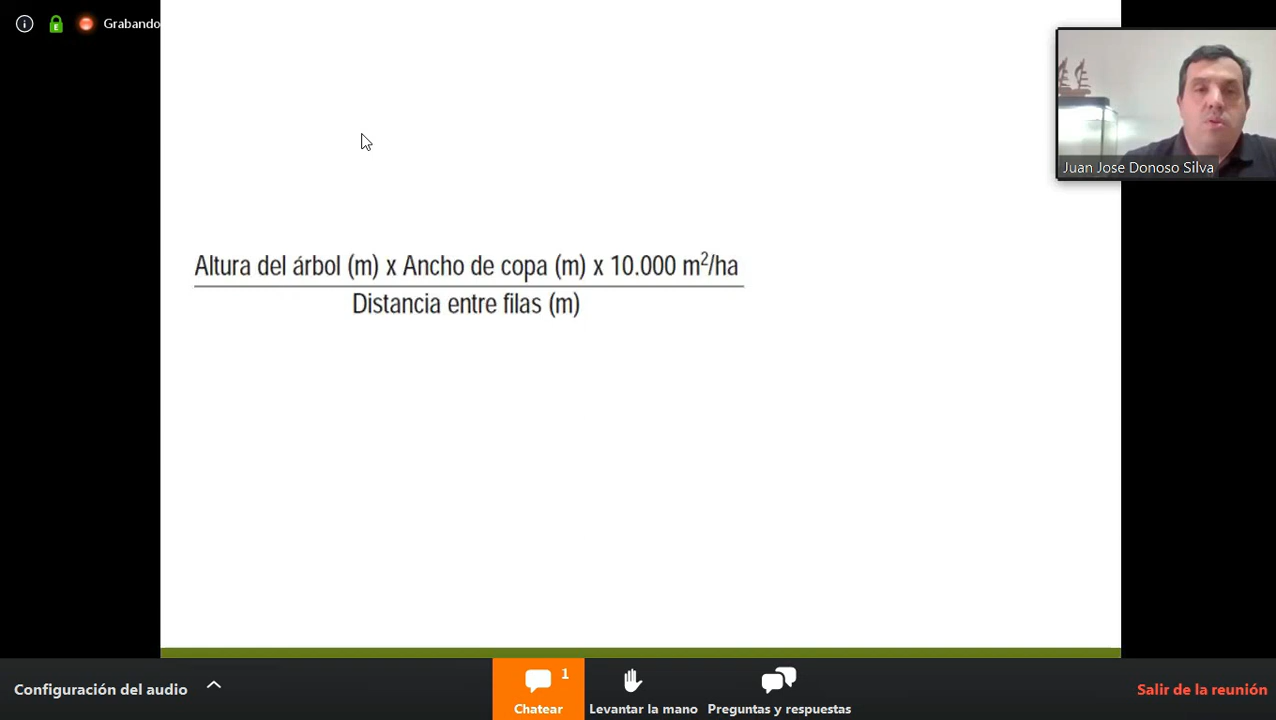 Grabando
Juan Jose Donoso Silva
Altura del árbol (m) x Ancho de copa (m) x 10.000 m²/ha
Distancia entre filas (m)
Configuración del audio
1
Chatear
Levantar la mano
Preguntas y respuestas
Salir de la reunión